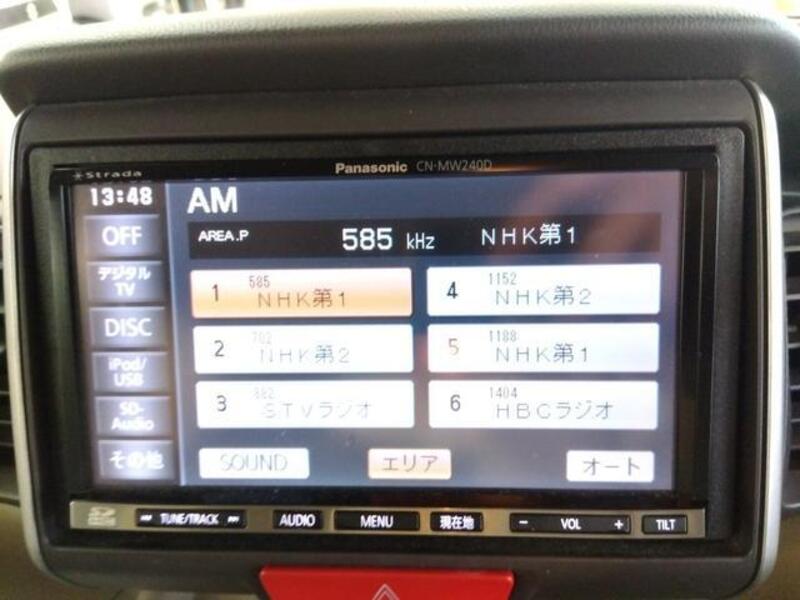 Strada
Panasonic CN-MW240D
13:48
AM
OFF
AREA.P 585 kHz NHK第1
デジタル
TV
DISC
iPod/
USB
SD-
Audio
その他
1 585 NHK第1
4 1152 NHK第2
2 702 NHK第2
5 1188 NHK第1
3 882 STVラジオ
6 1404 HBCラジオ
SOUND エリア オート
TUNE/TRACK AUDIO MENU 現在地 - VOL + TILT